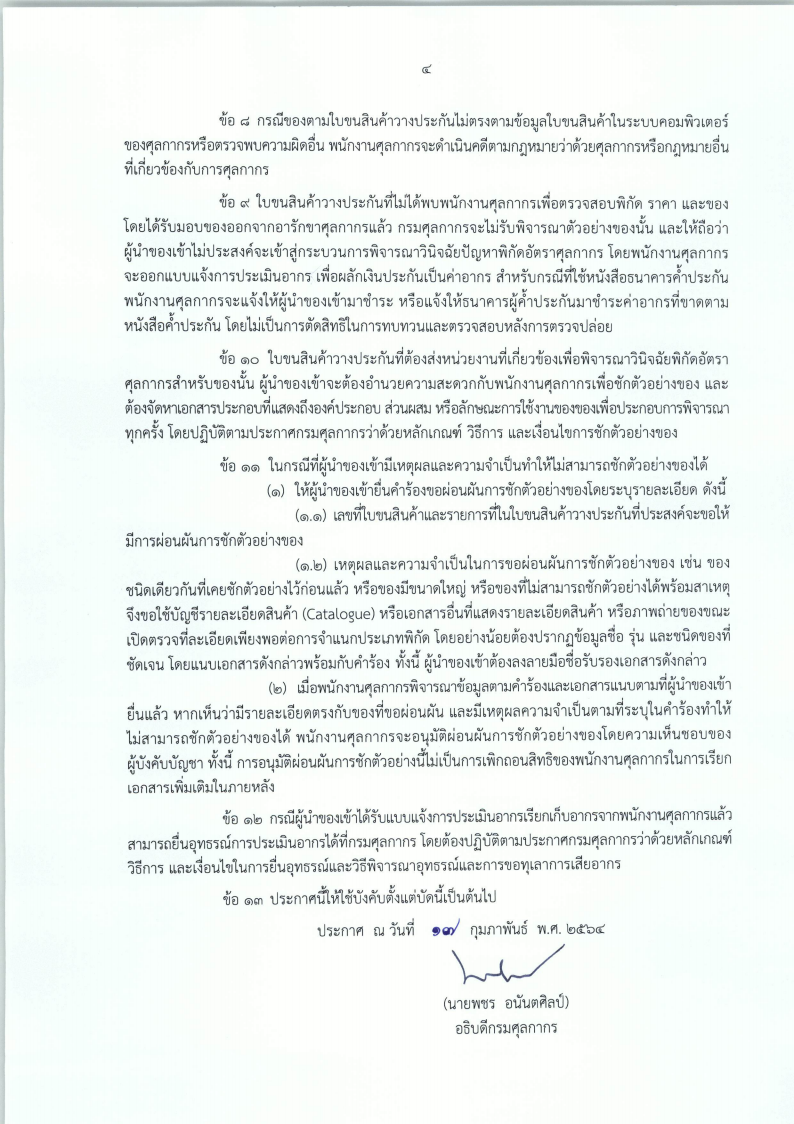 ๔
ข้อ ๘ กรณีของตามใบขนสินค้าวางประกันไม่ตรงตามข้อมูลใบขนสินค้าในระบบคอมพิวเตอร์
ของศุลกากรหรือตรวจพบความผิดอื่น พนักงานศุลกากรจะดำเนินคดีตามกฎหมายว่าด้วยศุลกากรหรือกฎหมายอื่น
ที่เกี่ยวข้องกับการศุลกากร
ข้อ ๙ ใบขนสินค้าวางประกันที่ไม่ได้พบพนักงานศุลกากรเพื่อตรวจสอบพิกัด ราคา และของ
โดยได้รับมอบของออกจากอารักขาศุลกากรแล้ว กรมศุลกากรจะไม่รับพิจารณาตัวอย่างของนั้น และให้ถือว่า
ผู้นำของเข้าไม่ประสงค์จะเข้าสู่กระบวนการพิจารณาวินิจฉัยปัญหาพิกัดอัตราศุลกากร โดยพนักงานศุลกากร
จะออกแบบแจ้งการประเมินอากร เพื่อผลักเงินประกันเป็นค่าอากร สำหรับกรณีที่ใช้หนังสือธนาคารค้ำประกัน
พนักงานศุลกากรจะแจ้งให้ผู้นำของเข้ามาชำระ หรือแจ้งให้ธนาคารผู้ค้ำประกันมาชำระค่าอากรที่ขาดตาม
หนังสือค้ำประกัน โดยไม่เป็นการตัดสิทธิในการทบทวนและตรวจสอบหลังการตรวจปล่อย
ข้อ ๑๐ ใบขนสินค้าวางประกันที่ต้องส่งหน่วยงานที่เกี่ยวข้องเพื่อพิจารณาวินิจฉัยพิกัดอัตรา
ศุลกากรสำหรับของนั้น ผู้นำของเข้าจะต้องอำนวยความสะดวกกับพนักงานศุลกากรเพื่อชักตัวอย่างของ และ
ต้องจัดหาเอกสารประกอบที่แสดงถึงองค์ประกอบ ส่วนผสม หรือลักษณะการใช้งานของของเพื่อประกอบการพิจารณา
ทุกครั้ง โดยปฏิบัติตามประกาศกรมศุลกากรว่าด้วยหลักเกณฑ์ วิธีการ และเงื่อนไขการชักตัวอย่างของ
ข้อ ๑๑ ในกรณีที่ผู้นำของเข้ามีเหตุผลและความจำเป็นทำให้ไม่สามารถชักตัวอย่างของได้
(๑) ให้ผู้นำของเข้ายื่นคำร้องขอผ่อนผันการชักตัวอย่างของโดยระบุรายละเอียด ดังนี้
(๑.๑) เลขที่ใบขนสินค้าและรายการที่ในใบขนสินค้าวางประกันที่ประสงค์จะขอให้
มีการผ่อนผันการชักตัวอย่างของ
(๑.๒) เหตุผลและความจำเป็นในการขอผ่อนผันการชักตัวอย่างของ เช่น ของ
ชนิดเดียวกันที่เคยชักตัวอย่างไว้ก่อนแล้ว หรือของมีขนาดใหญ่ หรือของที่ไม่สามารถชักตัวอย่างได้พร้อมสาเหตุ
จึงขอใช้บัญชีรายละเอียดสินค้า (Catalogue) หรือเอกสารอื่นที่แสดงรายละเอียดสินค้า หรือภาพถ่ายของขณะ
เปิดตรวจที่ละเอียดเพียงพอต่อการจำแนกประเภทพิกัด โดยอย่างน้อยต้องปรากฏข้อมูลชื่อ รุ่น และชนิดของที่
ชัดเจน โดยแนบเอกสารดังกล่าวพร้อมกับคำร้อง ทั้งนี้ ผู้นำของเข้าต้องลงลายมือชื่อรับรองเอกสารดังกล่าว
(๒) เมื่อพนักงานศุลกากรพิจารณาข้อมูลตามคำร้องและเอกสารแนบตามที่ผู้นำของเข้า
ยื่นแล้ว หากเห็นว่ามีรายละเอียดตรงกับของที่ขอผ่อนผัน และมีเหตุผลความจำเป็นตามที่ระบุในคำร้องทำให้
ไม่สามารถชักตัวอย่างของได้ พนักงานศุลกากรจะอนุมัติผ่อนผันการชักตัวอย่างของโดยความเห็นชอบของ
ผู้บังคับบัญชา ทั้งนี้ การอนุมัติผ่อนผันการชักตัวอย่างนี้ไม่เป็นการเพิกถอนสิทธิของพนักงานศุลกากรในการเรียก
เอกสารเพิ่มเติมในภายหลัง
ข้อ ๑๒ กรณีผู้นำของเข้าได้รับแบบแจ้งการประเมินอากรเรียกเก็บอากรจากพนักงานศุลกากรแล้ว
สามารถยื่นอุทธรณ์การประเมินอากรได้ที่กรมศุลกากร โดยต้องปฏิบัติตามประกาศกรมศุลกากรว่าด้วยหลักเกณฑ์
วิธีการ และเงื่อนไขในการยื่นอุทธรณ์และวิธีพิจารณาอุทธรณ์และการขอทุเลาการเสียอากร
ข้อ ๑๓ ประกาศนี้ให้ใช้บังคับตั้งแต่บัดนี้เป็นต้นไป
ประกาศ ณ วันที่ ๑๗ กุมภาพันธ์ พ.ศ. ๒๕๖๔
(นายพชร อนันตศิลป์)
อธิบดีกรมศุลกากร